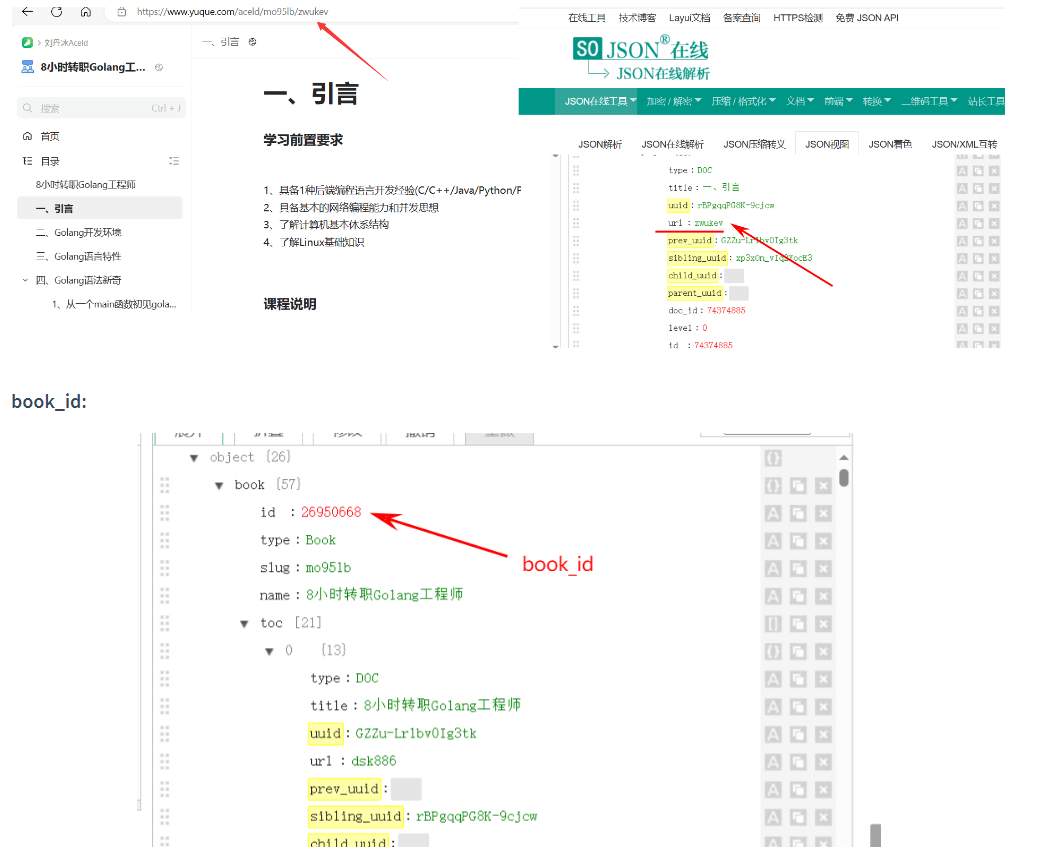 https://www.yuque.com/aceld/mo95lb/zwukev
刘丹冰Aceld
8小时转职Golang工...
搜索 Ctrl + J
首页
目录
8小时转职Golang工程师
一、引言
二、Golang开发环境
三、Golang语言特性
四、Golang语法新奇
1、从一个main函数初见gola...
一、引言
一、引言
学习前置要求
1、具备1种后端编程语言开发经验(C/C++/Java/Python/F
2、具备基本的网络编程能力和并发思想
3、了解计算机基本体系结构
4、了解Linux基础知识
课程说明
在线工具 技术博客 Layui文档 备案查询 HTTPS检测 免费 JSON API
SO JSON®在线
JSON在线解析
JSON在线工具 加密 / 解密 压缩 / 格式化 文档 前端 转换 二维码工具 站长工具
JSON解析 JSON在线解析 JSON压缩转义 JSON视图 JSON着色 JSON/XML互转
type : DOC
title : 一、引言
uuid : rBPgqqPG8K-9cjcw
url : zwukev
prev_uuid : GZZu-Lr1bv0Ig3tk
sibling_uuid :
child_uuid :
parent_uuid :
doc_id : 74374885
level : 0
id : 74374885
book_id:
object {26}
book {57}
id : 26950668
book_id
type : Book
slug : mo95lb
name : 8小时转职Golang工程师
toc [21]
0 {13}
type : DOC
title : 8小时转职Golang工程师
uuid : GZZu-Lr1bv0Ig3tk
url : dsk886
prev_uuid :
sibling_uuid : rBPgqqPG8K-9cjcw
child_uuid :